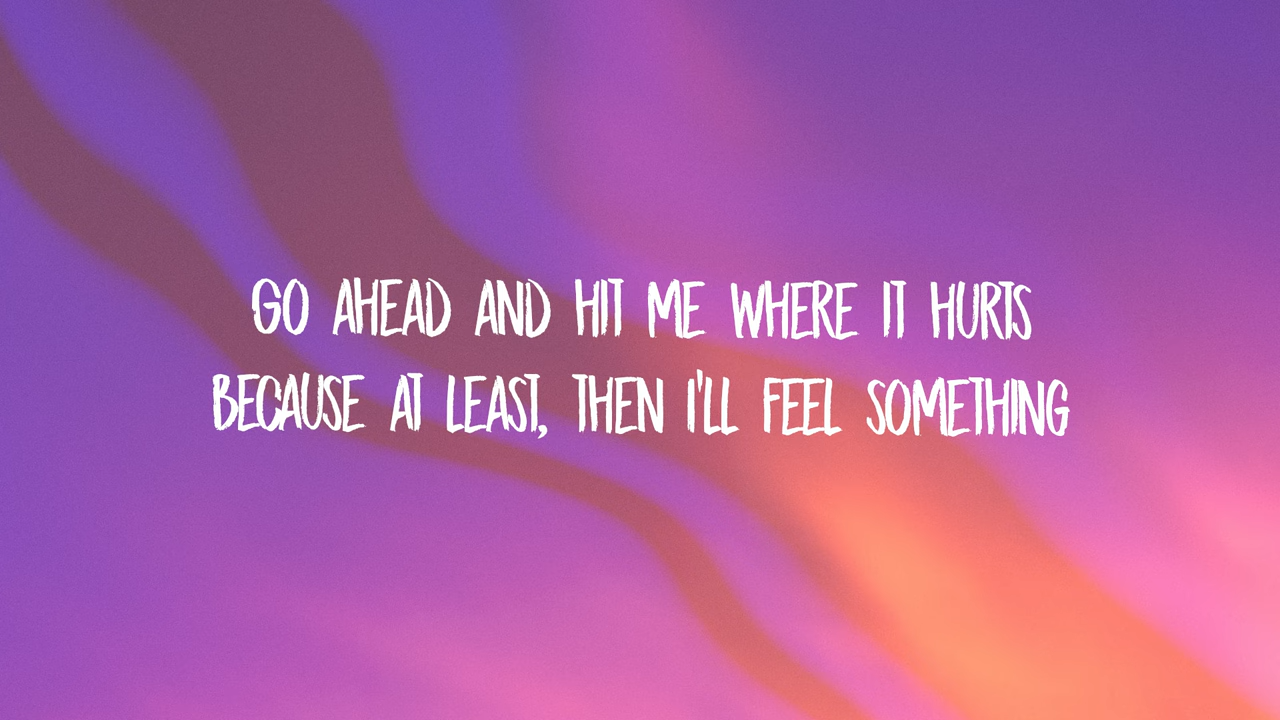 GO AHEAD AND HIT ME WHERE IT HURTS
BECAUSE AT LEAST, THEN I'LL FEEL SOMETHING